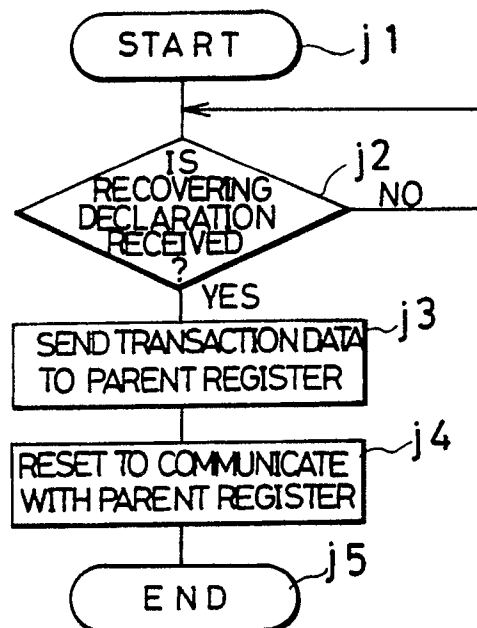 START
j1
IS
RECOVERING
DECLARATION
RECEIVED
?
j2
NO
YES
j3
SEND TRANSACTION DATA
TO PARENT REGISTER
j4
RESET TO COMMUNICATE
WITH PARENT REGISTER
j5
END